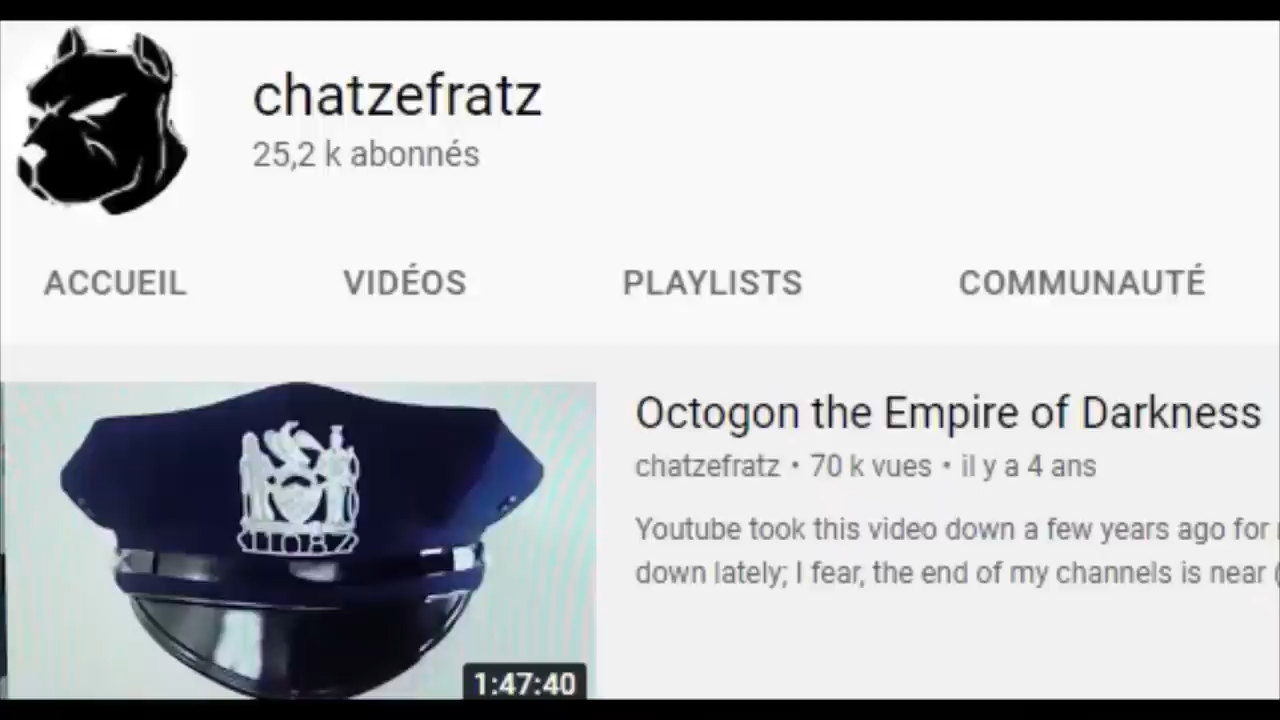 chatzefratz
25,2 k abonnés
ACCUEIL VIDÉOS PLAYLISTS COMMUNAUTÉ
Octogon the Empire of Darkness
chatzefratz • 70 k vues • il y a 4 ans
Youtube took this video down a few years ago for
down lately; I fear, the end of my channels is near (
11087
1:47:40